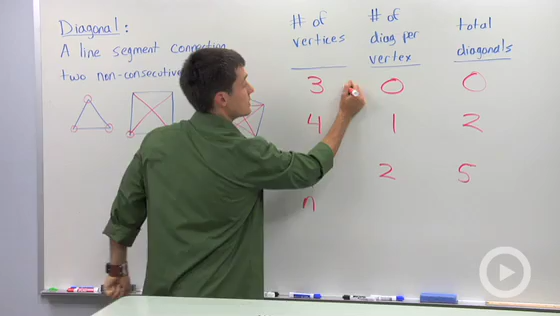 Diagonal:
A line segment connecting
two non-consecutive
# of
vertices
# of
diag per
vertex
total
diagonals
3 0 0
4 1 2
2 5
n